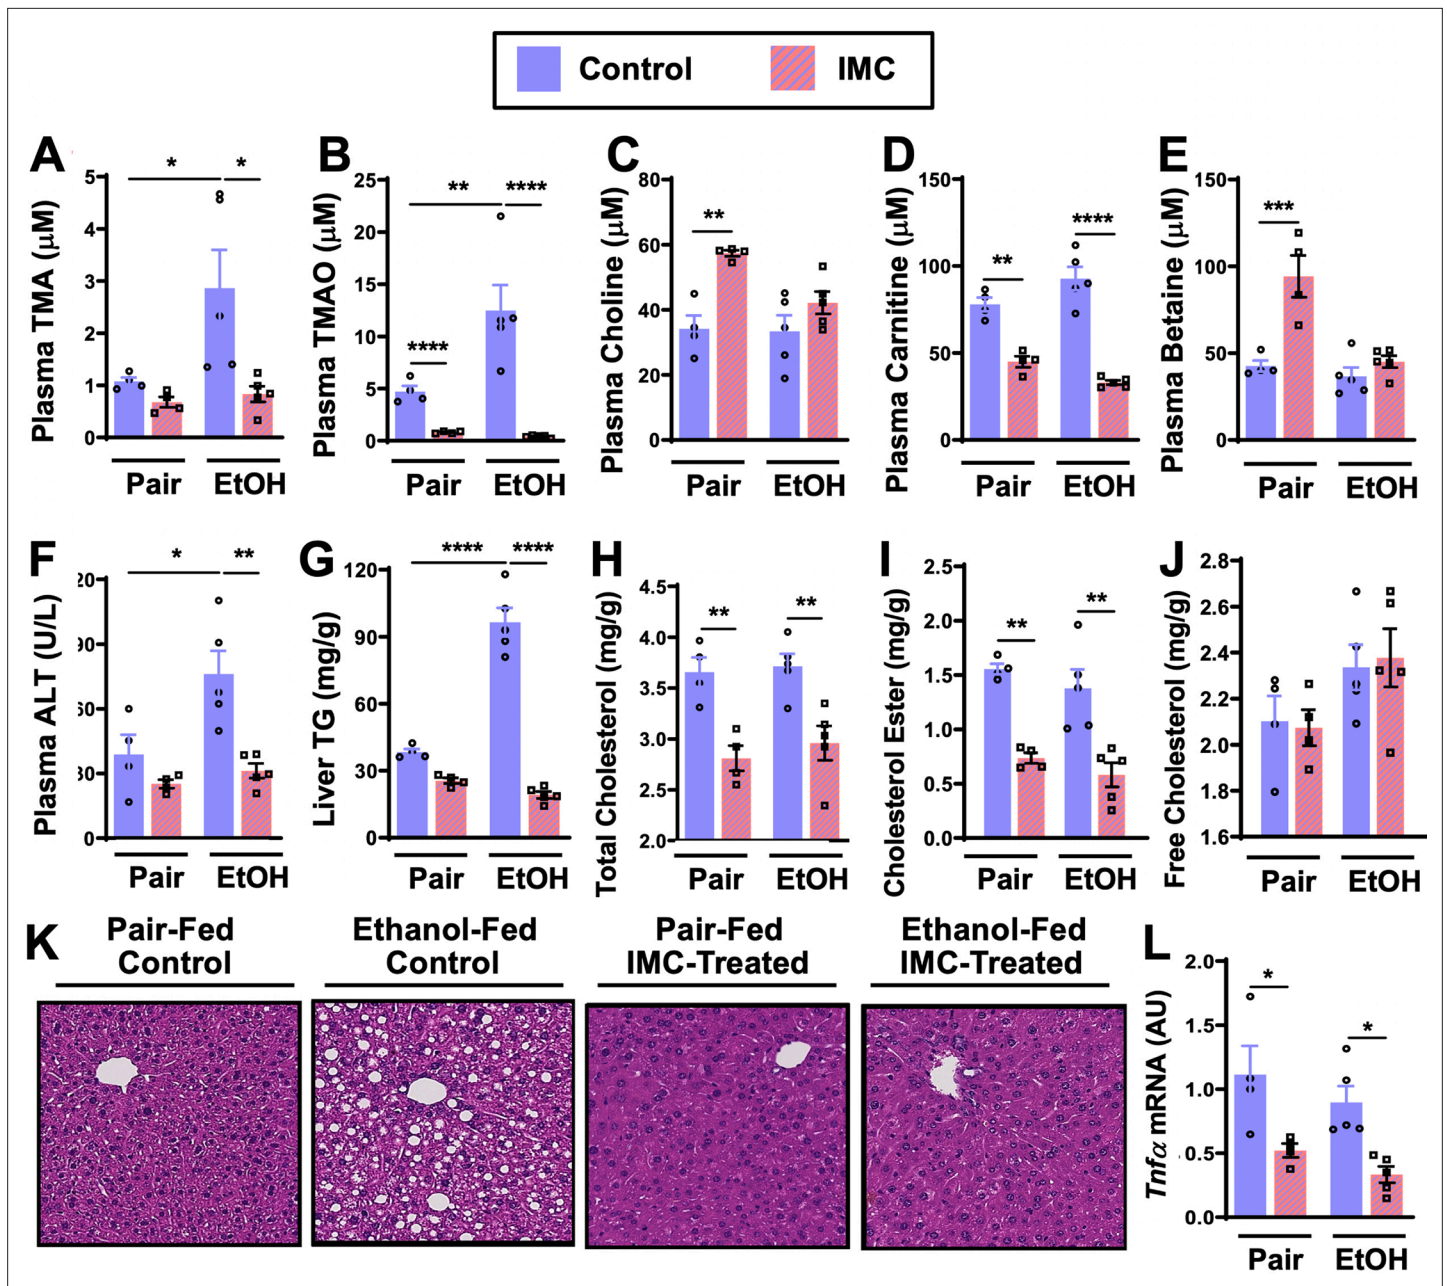 Control IMC
A
* *
Plasma TMA (μM)
5
4
3
2
1
0
Pair EtOH
B
** ****
****
Plasma TMAO (μM)
25
20
15
10
5
0
Pair EtOH
C
**
Plasma Choline (μM)
80
60
40
20
0
Pair EtOH
D
** ****
Plasma Carnitine (μM)
150
100
50
0
Pair EtOH
E
***
Plasma Betaine (μM)
150
100
50
0
Pair EtOH
F
* **
Plasma ALT (U/L)
20
90
60
30
0
Pair EtOH
G
**** ****
Liver TG (mg/g)
120
90
60
30
0
Pair EtOH
H
** **
Total Cholesterol (mg/g)
4.5
4.0
3.5
3.0
2.5
2.0
Pair EtOH
I
** **
Cholesterol Ester (mg/g)
2.5
2.0
1.5
1.0
0.5
0.0
Pair EtOH
J
Free Cholesterol (mg/g)
2.8
2.6
2.4
2.2
2.0
1.8
1.6
Pair EtOH
K
Pair-Fed
Control
Ethanol-Fed
Control
Pair-Fed
IMC-Treated
Ethanol-Fed
IMC-Treated
L
* *
Tnfα mRNA (AU)
2.0
1.5
1.0
0.5
0.0
Pair EtOH